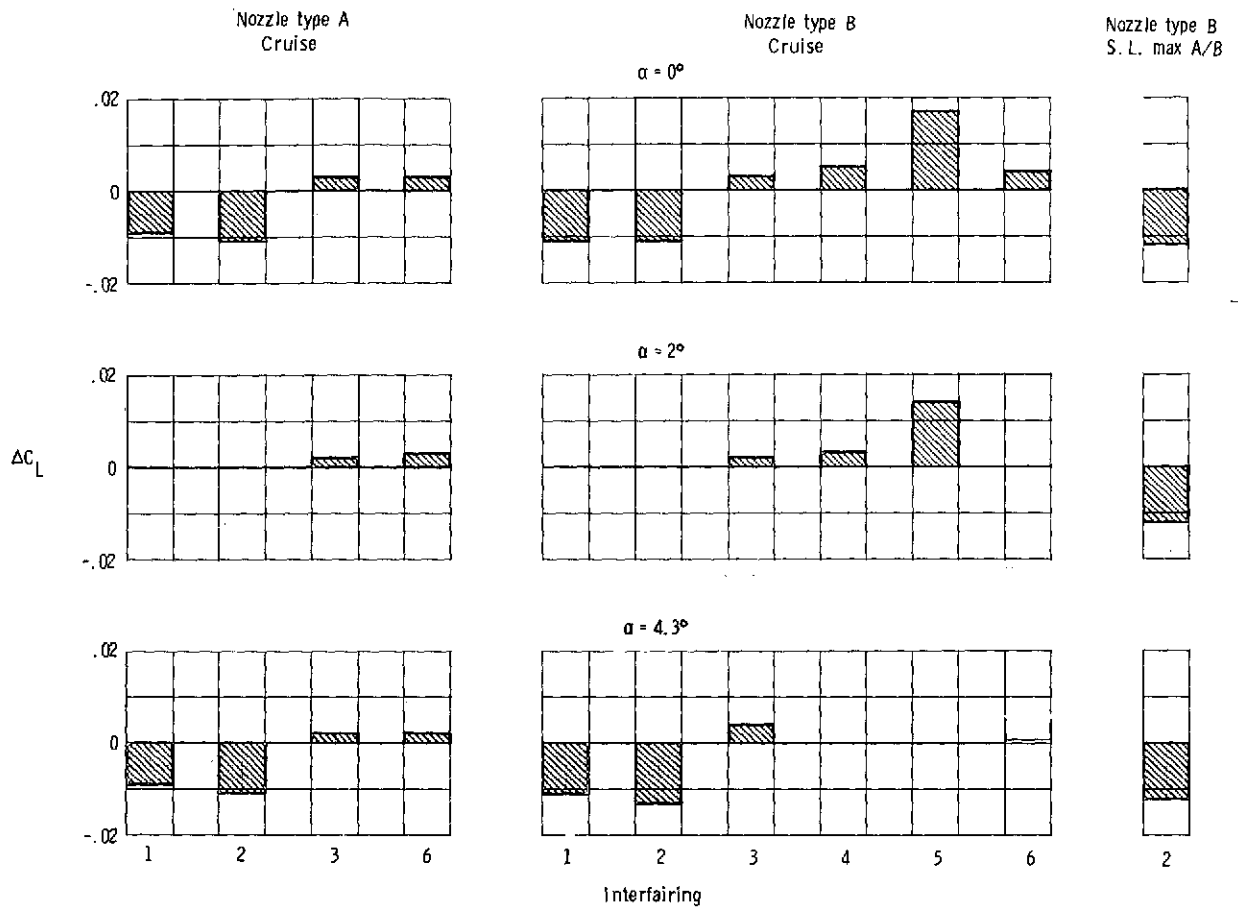 Nozzle type A
Cruise
Nozzle type B
Cruise
Nozzle type B
S. L. max A/B
α = 0°
.02
0
-.02
α = 2°
.02
0
-.02
ΔC_L
α = 4.3°
.02
0
-.02
1 2 3 6
1 2 3 4 5 6
2
Interfairing